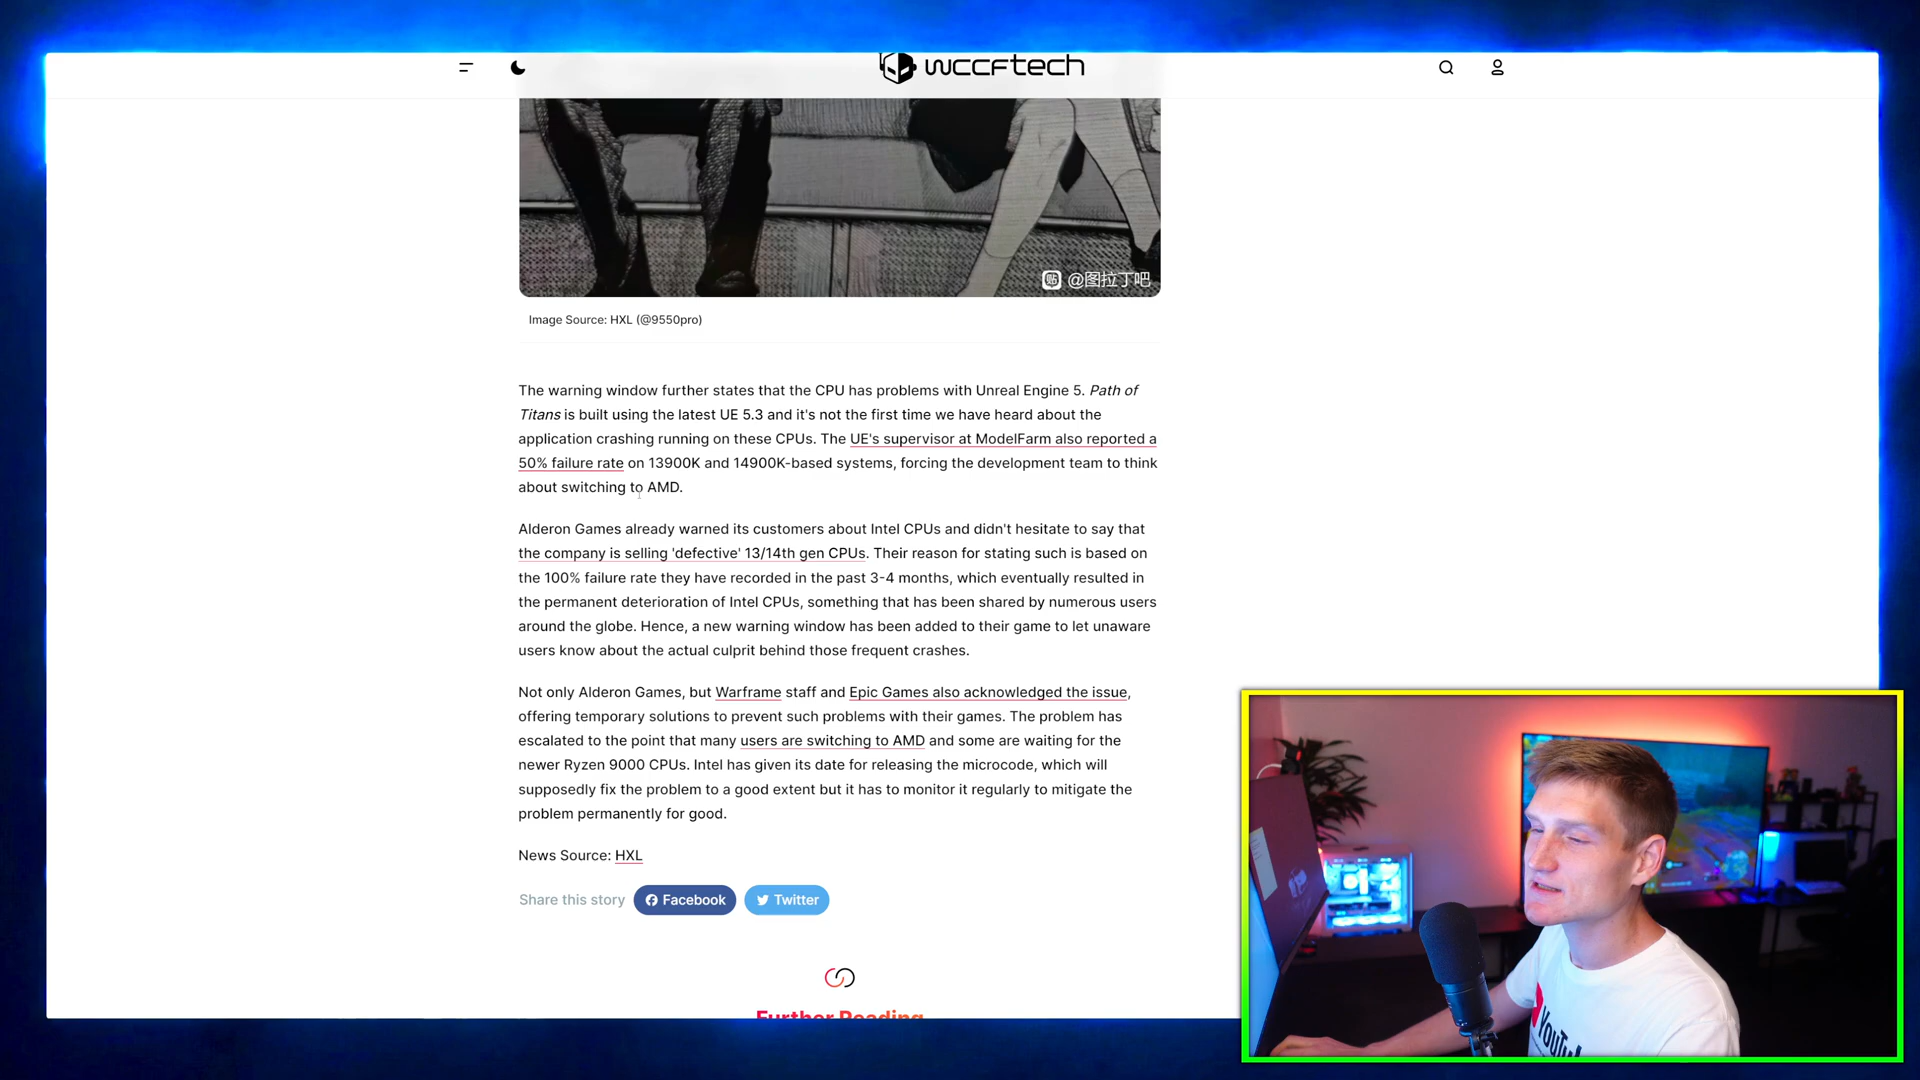 wccFtech
贴 @图拉丁吧
Image Source: HXL (@9550pro)
The warning window further states that the CPU has problems with Unreal Engine 5. Path of
Titans is built using the latest UE 5.3 and it's not the first time we have heard about the
application crashing running on these CPUs. The UE's supervisor at ModelFarm also reported a
50% failure rate on 13900K and 14900K-based systems, forcing the development team to think
about switching to AMD.
Alderon Games already warned its customers about Intel CPUs and didn't hesitate to say that
the company is selling 'defective' 13/14th gen CPUs. Their reason for stating such is based on
the 100% failure rate they have recorded in the past 3-4 months, which eventually resulted in
the permanent deterioration of Intel CPUs, something that has been shared by numerous users
around the globe. Hence, a new warning window has been added to their game to let unaware
users know about the actual culprit behind those frequent crashes.
Not only Alderon Games, but Warframe staff and Epic Games also acknowledged the issue,
offering temporary solutions to prevent such problems with their games. The problem has
escalated to the point that many users are switching to AMD and some are waiting for the
newer Ryzen 9000 CPUs. Intel has given its date for releasing the microcode, which will
supposedly fix the problem to a good extent but it has to monitor it regularly to mitigate the
problem permanently for good.
News Source: HXL
Share this story Facebook Twitter
Further Reading
YouTu